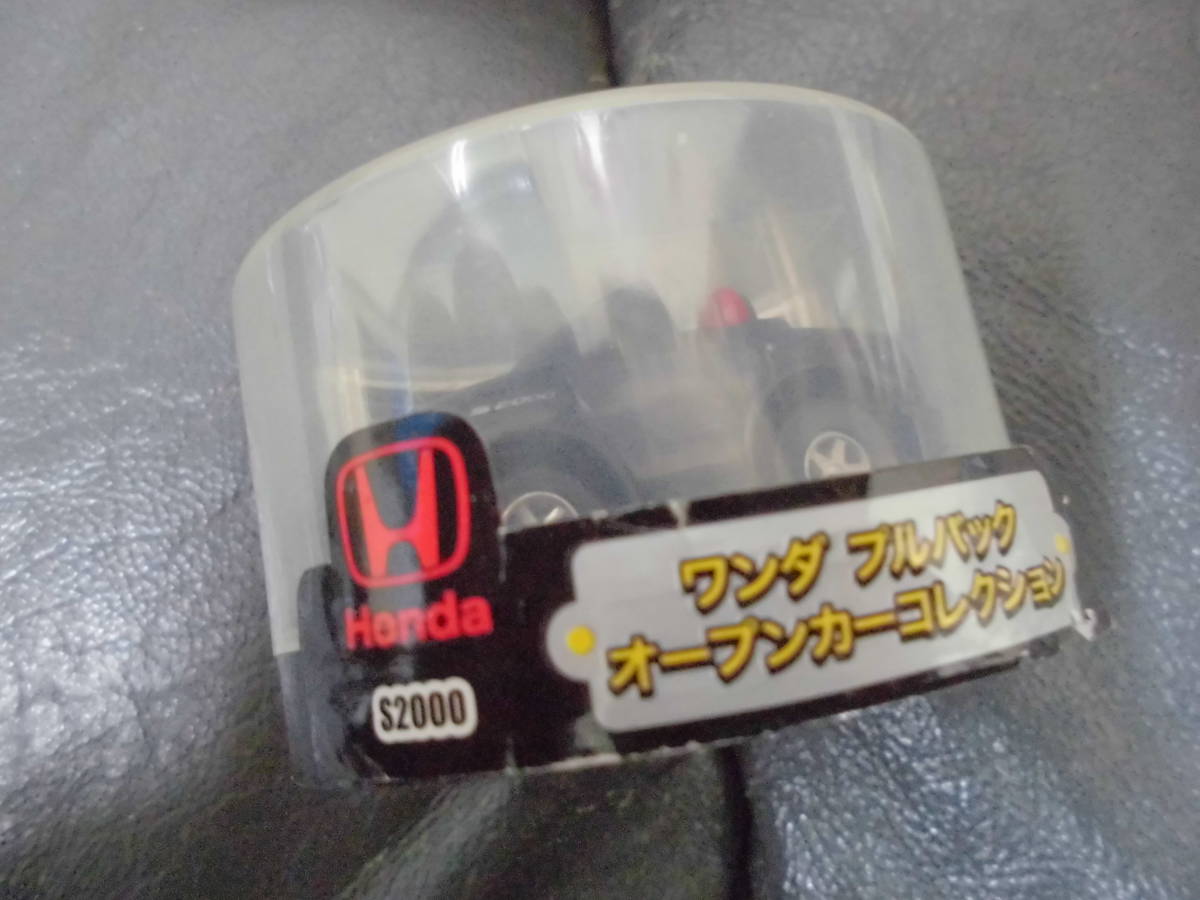 Honda
S2000
ワンダ プルバック
オープンカーコレクション